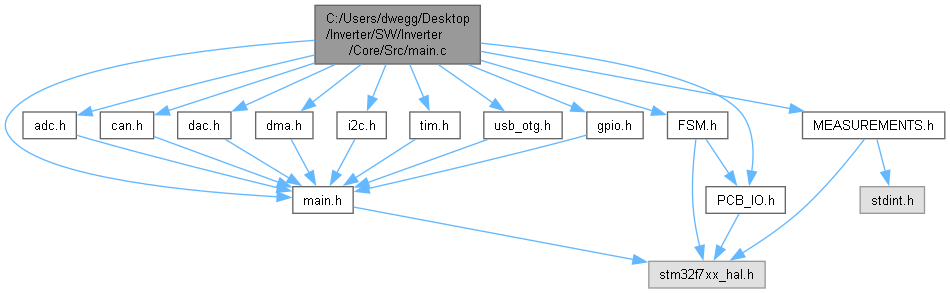 C:/Users/dwegg/Desktop
/Inverter/SW/Inverter
/Core/Src/main.c
adc.h
can.h
dac.h
dma.h
i2c.h
tim.h
usb_otg.h
gpio.h
FSM.h
MEASUREMENTS.h
main.h
PCB_IO.h
stdint.h
stm32f7xx_hal.h